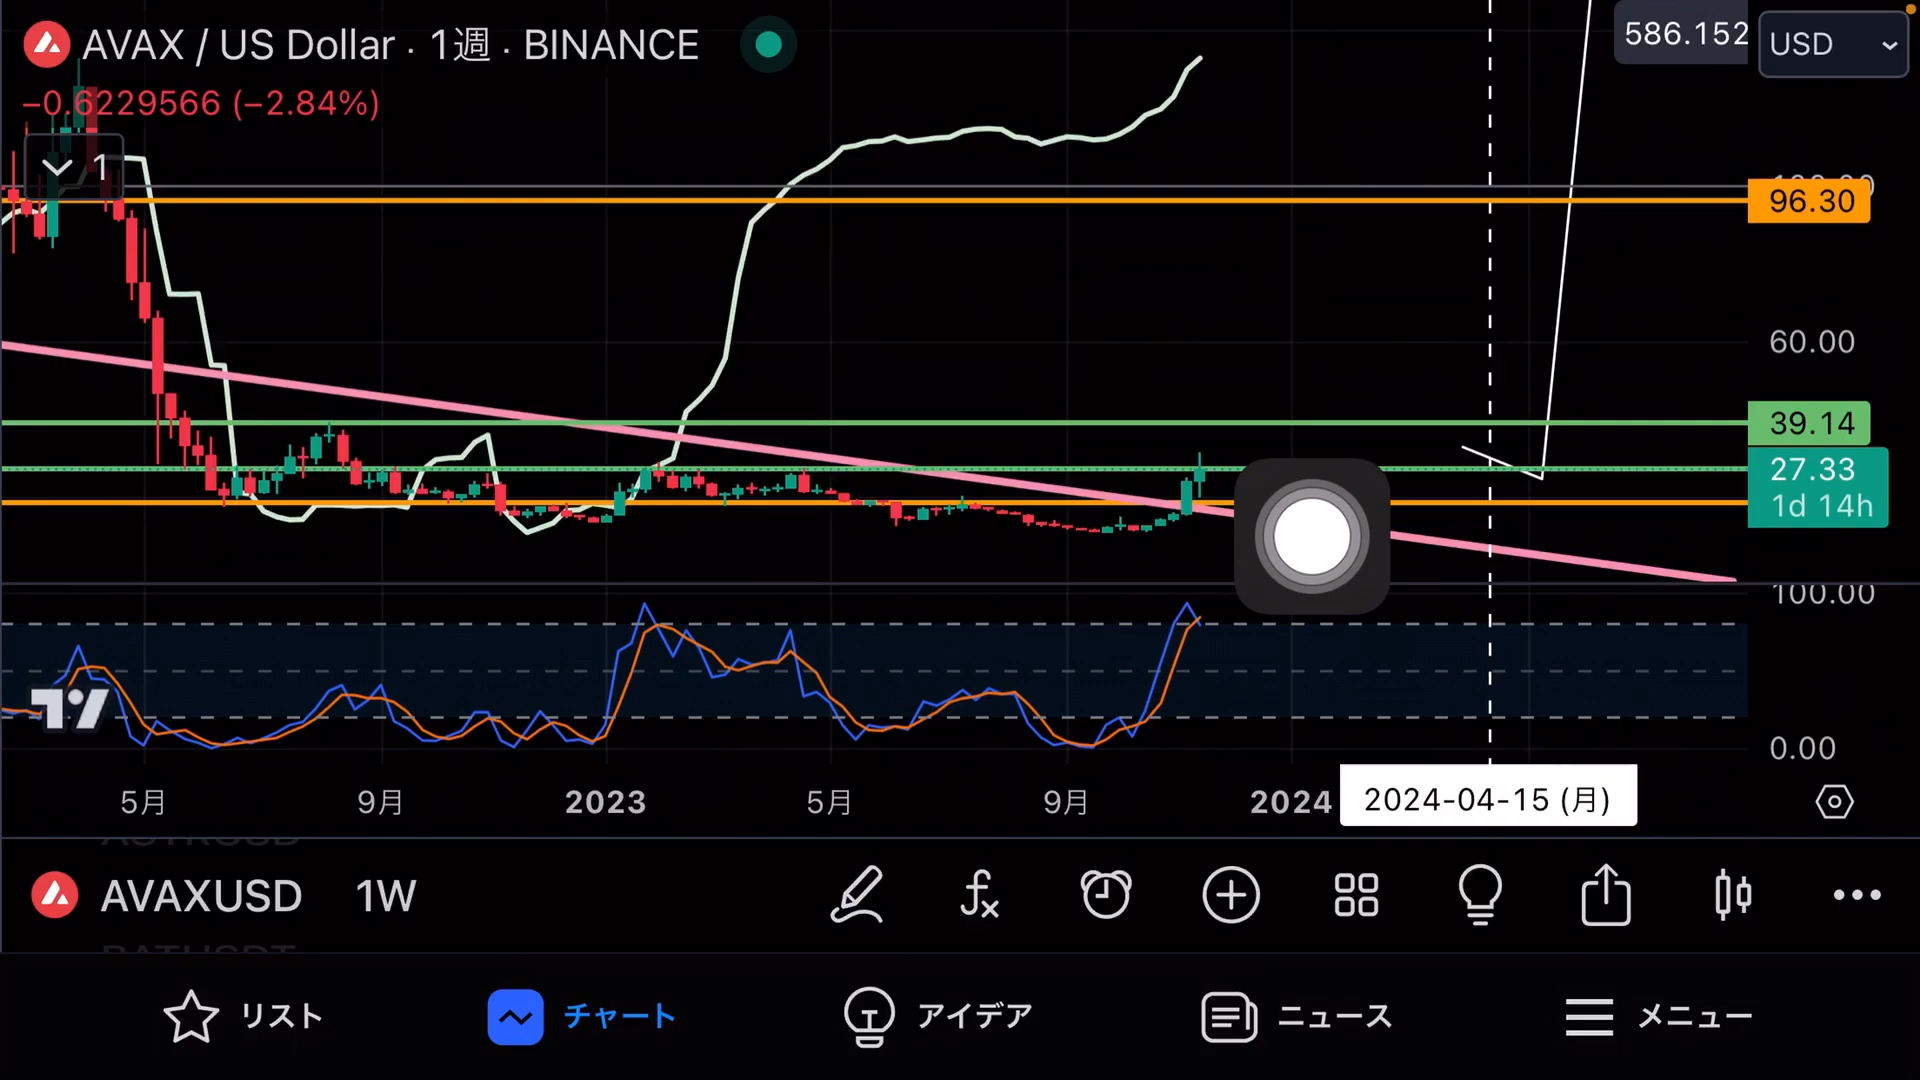 AVAX / US Dollar · 1週 · BINANCE
−0.6229566 (−2.84%)
1
586.152
USD
96.30
60.00
39.14
27.33
1d 14h
100.00
0.00
5月 9月 2023 5月 9月 2024 2024-04-15 (月)
AVAXUSD 1W
リスト チャート アイデア ニュース メニュー